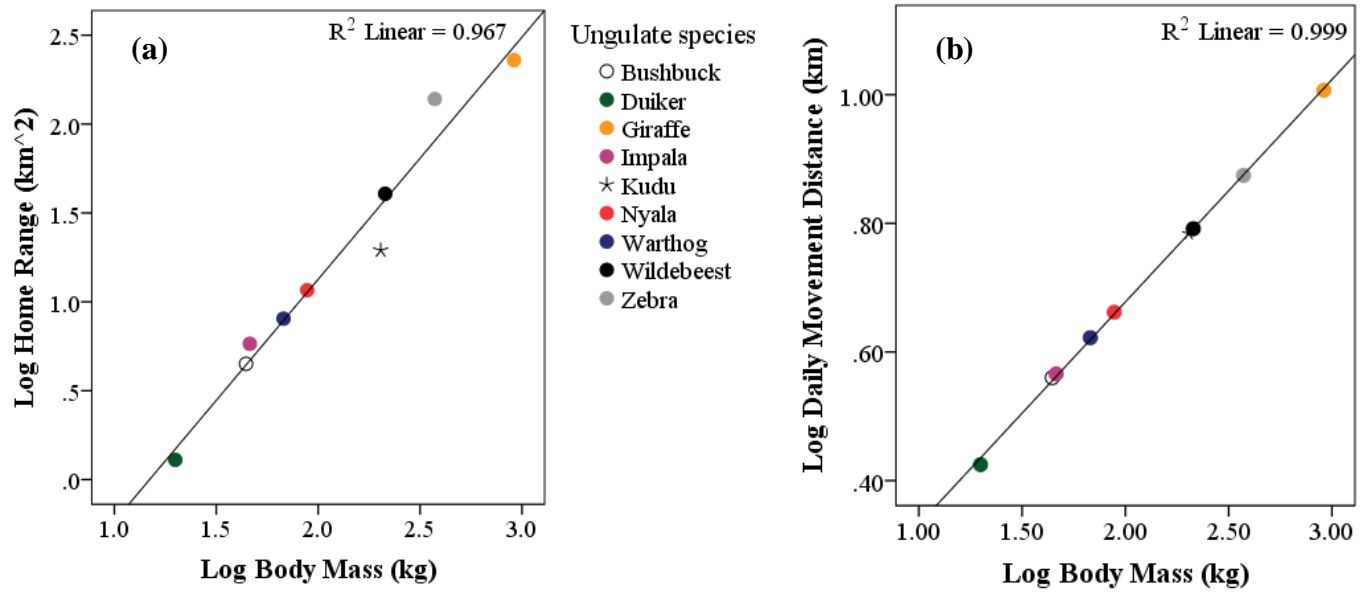 (a)
R² Linear = 0.967
Log Home Range (km^2)
2.5
2.0
1.5
1.0
.5
.0
1.0 1.5 2.0 2.5 3.0
Log Body Mass (kg)
Ungulate species
Bushbuck
Duiker
Giraffe
Impala
Kudu
Nyala
Warthog
Wildebeest
Zebra
(b)
R² Linear = 0.999
Log Daily Movement Distance (km)
1.00
.80
.60
.40
1.00 1.50 2.00 2.50 3.00
Log Body Mass (kg)